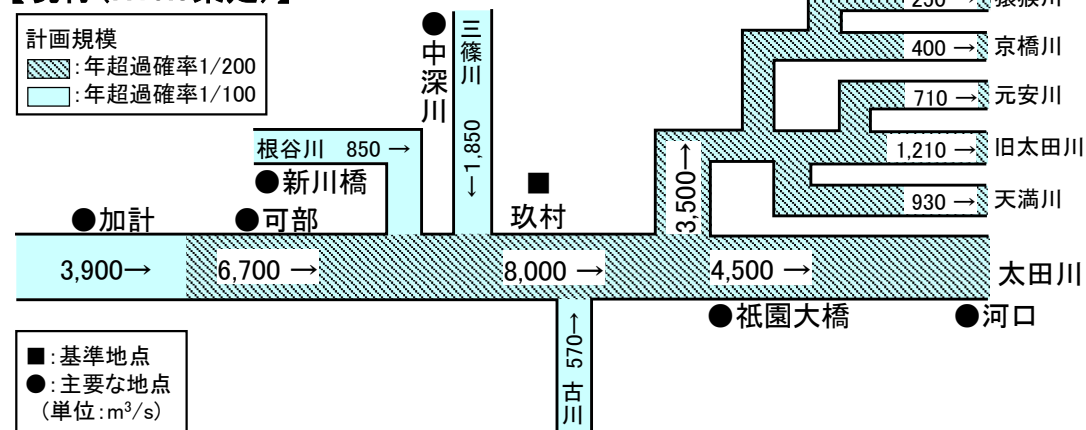 計画規模
:年超過確率1/200
:年超過確率1/100
●中深川
三篠川 ←1,850
根谷川 850→
●新川橋
■
玖村
●加計
●可部
3,900→
6,700→
8,000→
3,500→
4,500→
太田川
●祇園大橋
●河口
400→ 京橋川
710→ 元安川
1,210→ 旧太田川
930→ 天満川
古川 570→
■:基準地点
●:主要な地点
(単位:m³/s)